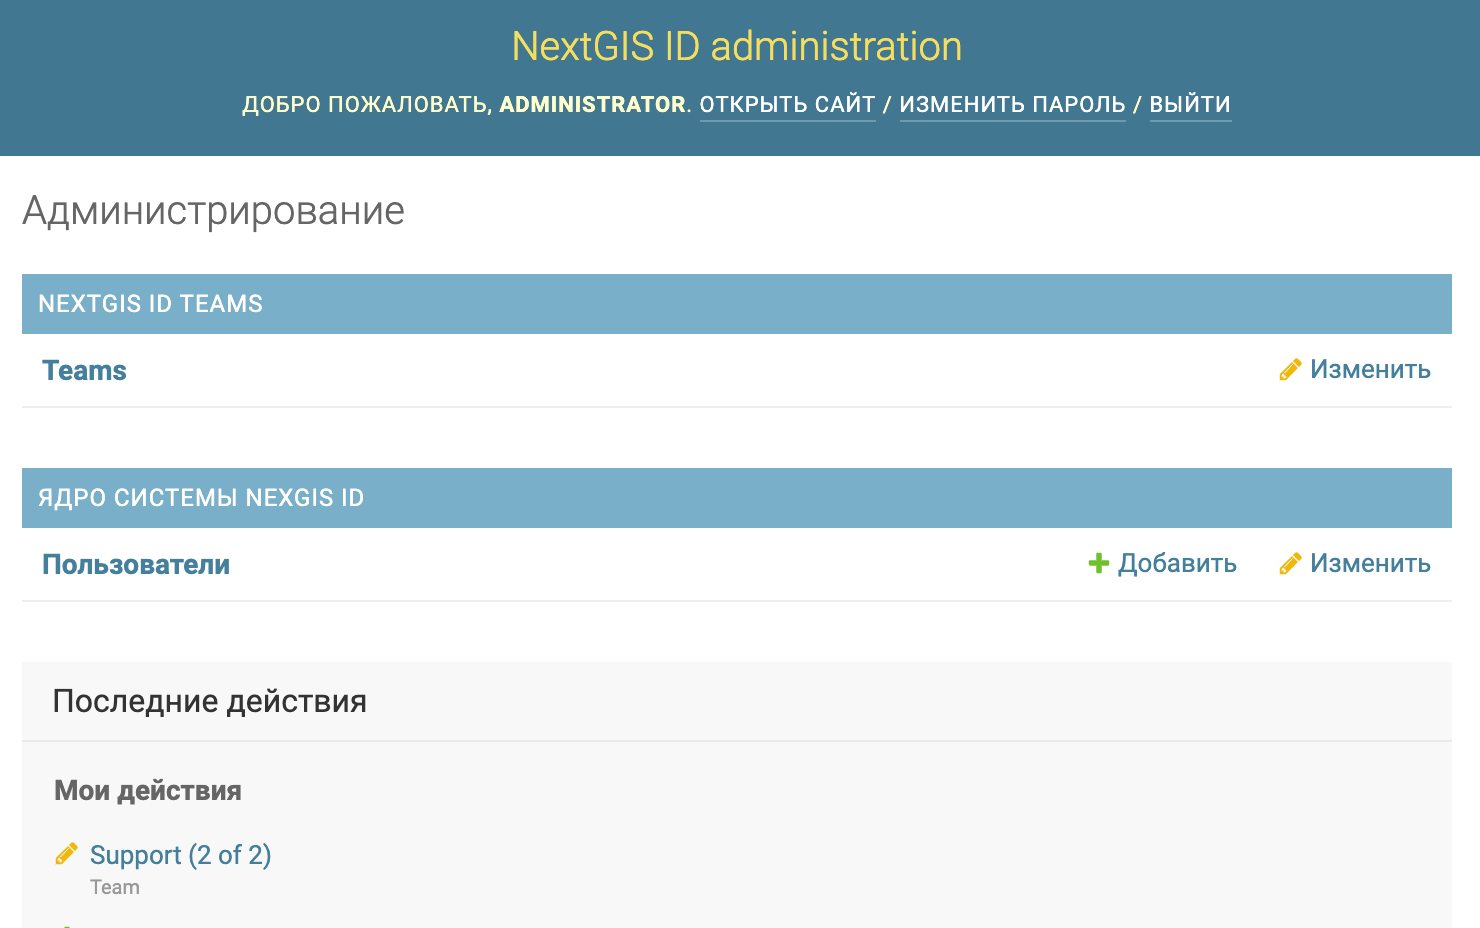 NextGIS ID administration
ДОБРО ПОЖАЛОВАТЬ, ADMINISTRATOR. ОТКРЫТЬ САЙТ / ИЗМЕНИТЬ ПАРОЛЬ / ВЫЙТИ
Администрирование
NEXTGIS ID TEAMS
Teams Изменить
ЯДРО СИСТЕМЫ NEXGIS ID
Пользователи Добавить Изменить
Последние действия
Мои действия
Support (2 of 2)
Team